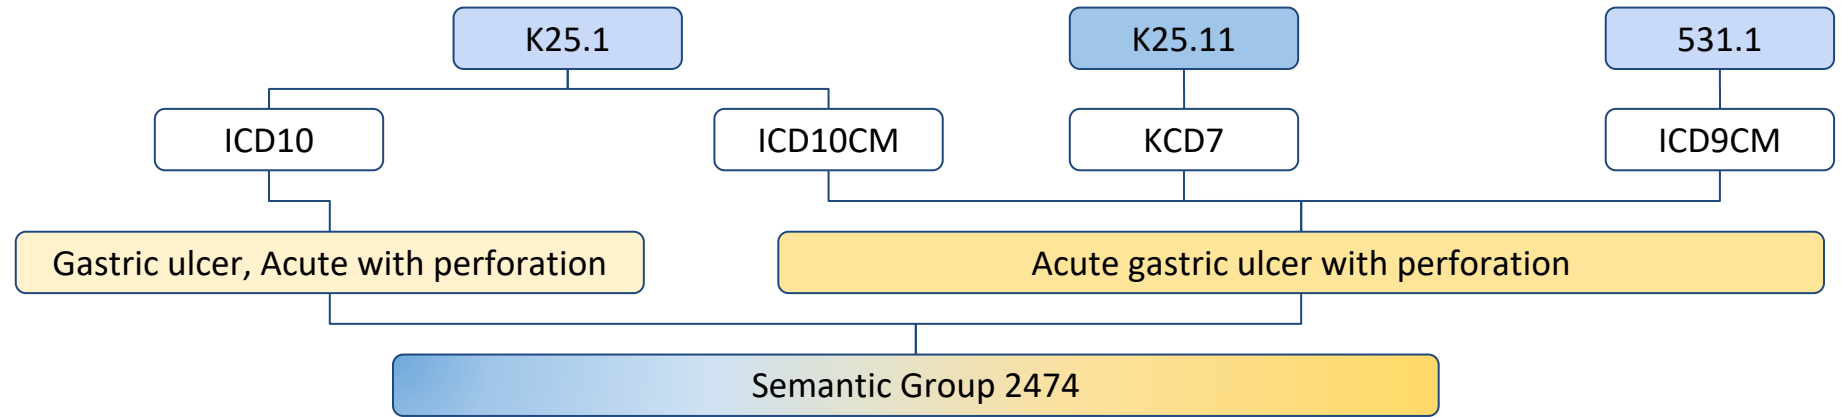 K25.1
K25.11
531.1
ICD10
ICD10CM
KCD7
ICD9CM
Gastric ulcer, Acute with perforation
Acute gastric ulcer with perforation
Semantic Group 2474